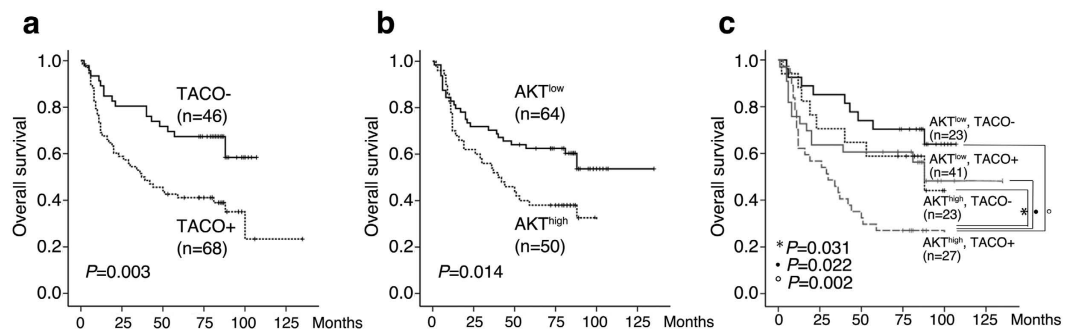 a
Overall survival
1.0
0.8
0.6
0.4
0.2
0.0
TACO-
(n=46)
TACO+
(n=68)
P=0.003
0 25 50 75 100 125 Months
b
Overall survival
1.0
0.8
0.6
0.4
0.2
0.0
AKTlow
(n=64)
AKThigh
(n=50)
P=0.014
0 25 50 75 100 125 Months
c
Overall survival
1.0
0.8
0.6
0.4
0.2
0.0
AKTlow, TACO-
(n=23)
AKTlow, TACO+
(n=41)
AKThigh, TACO-
(n=23)
AKThigh, TACO+
(n=27)
* • ○
* P=0.031
• P=0.022
○ P=0.002
0 25 50 75 100 125 Months